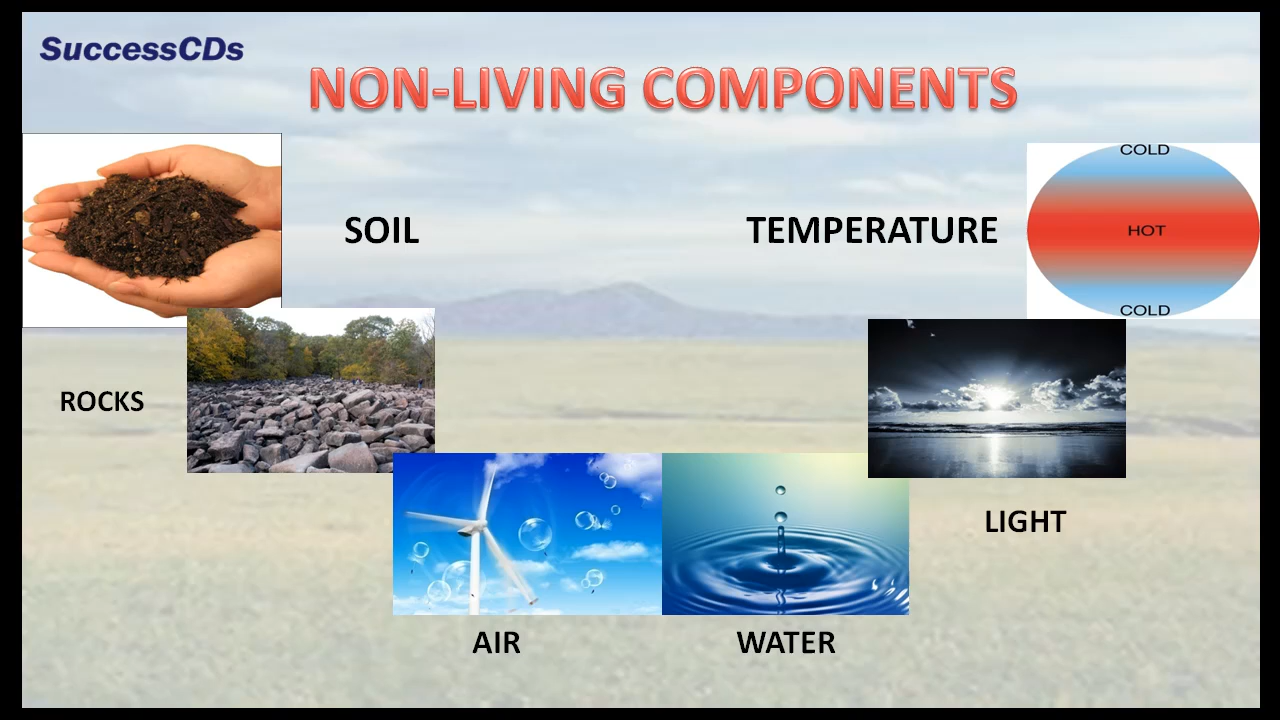 SuccessCDs
NON-LIVING COMPONENTS
COLD
SOIL
TEMPERATURE
HOT
COLD
ROCKS
LIGHT
AIR
WATER